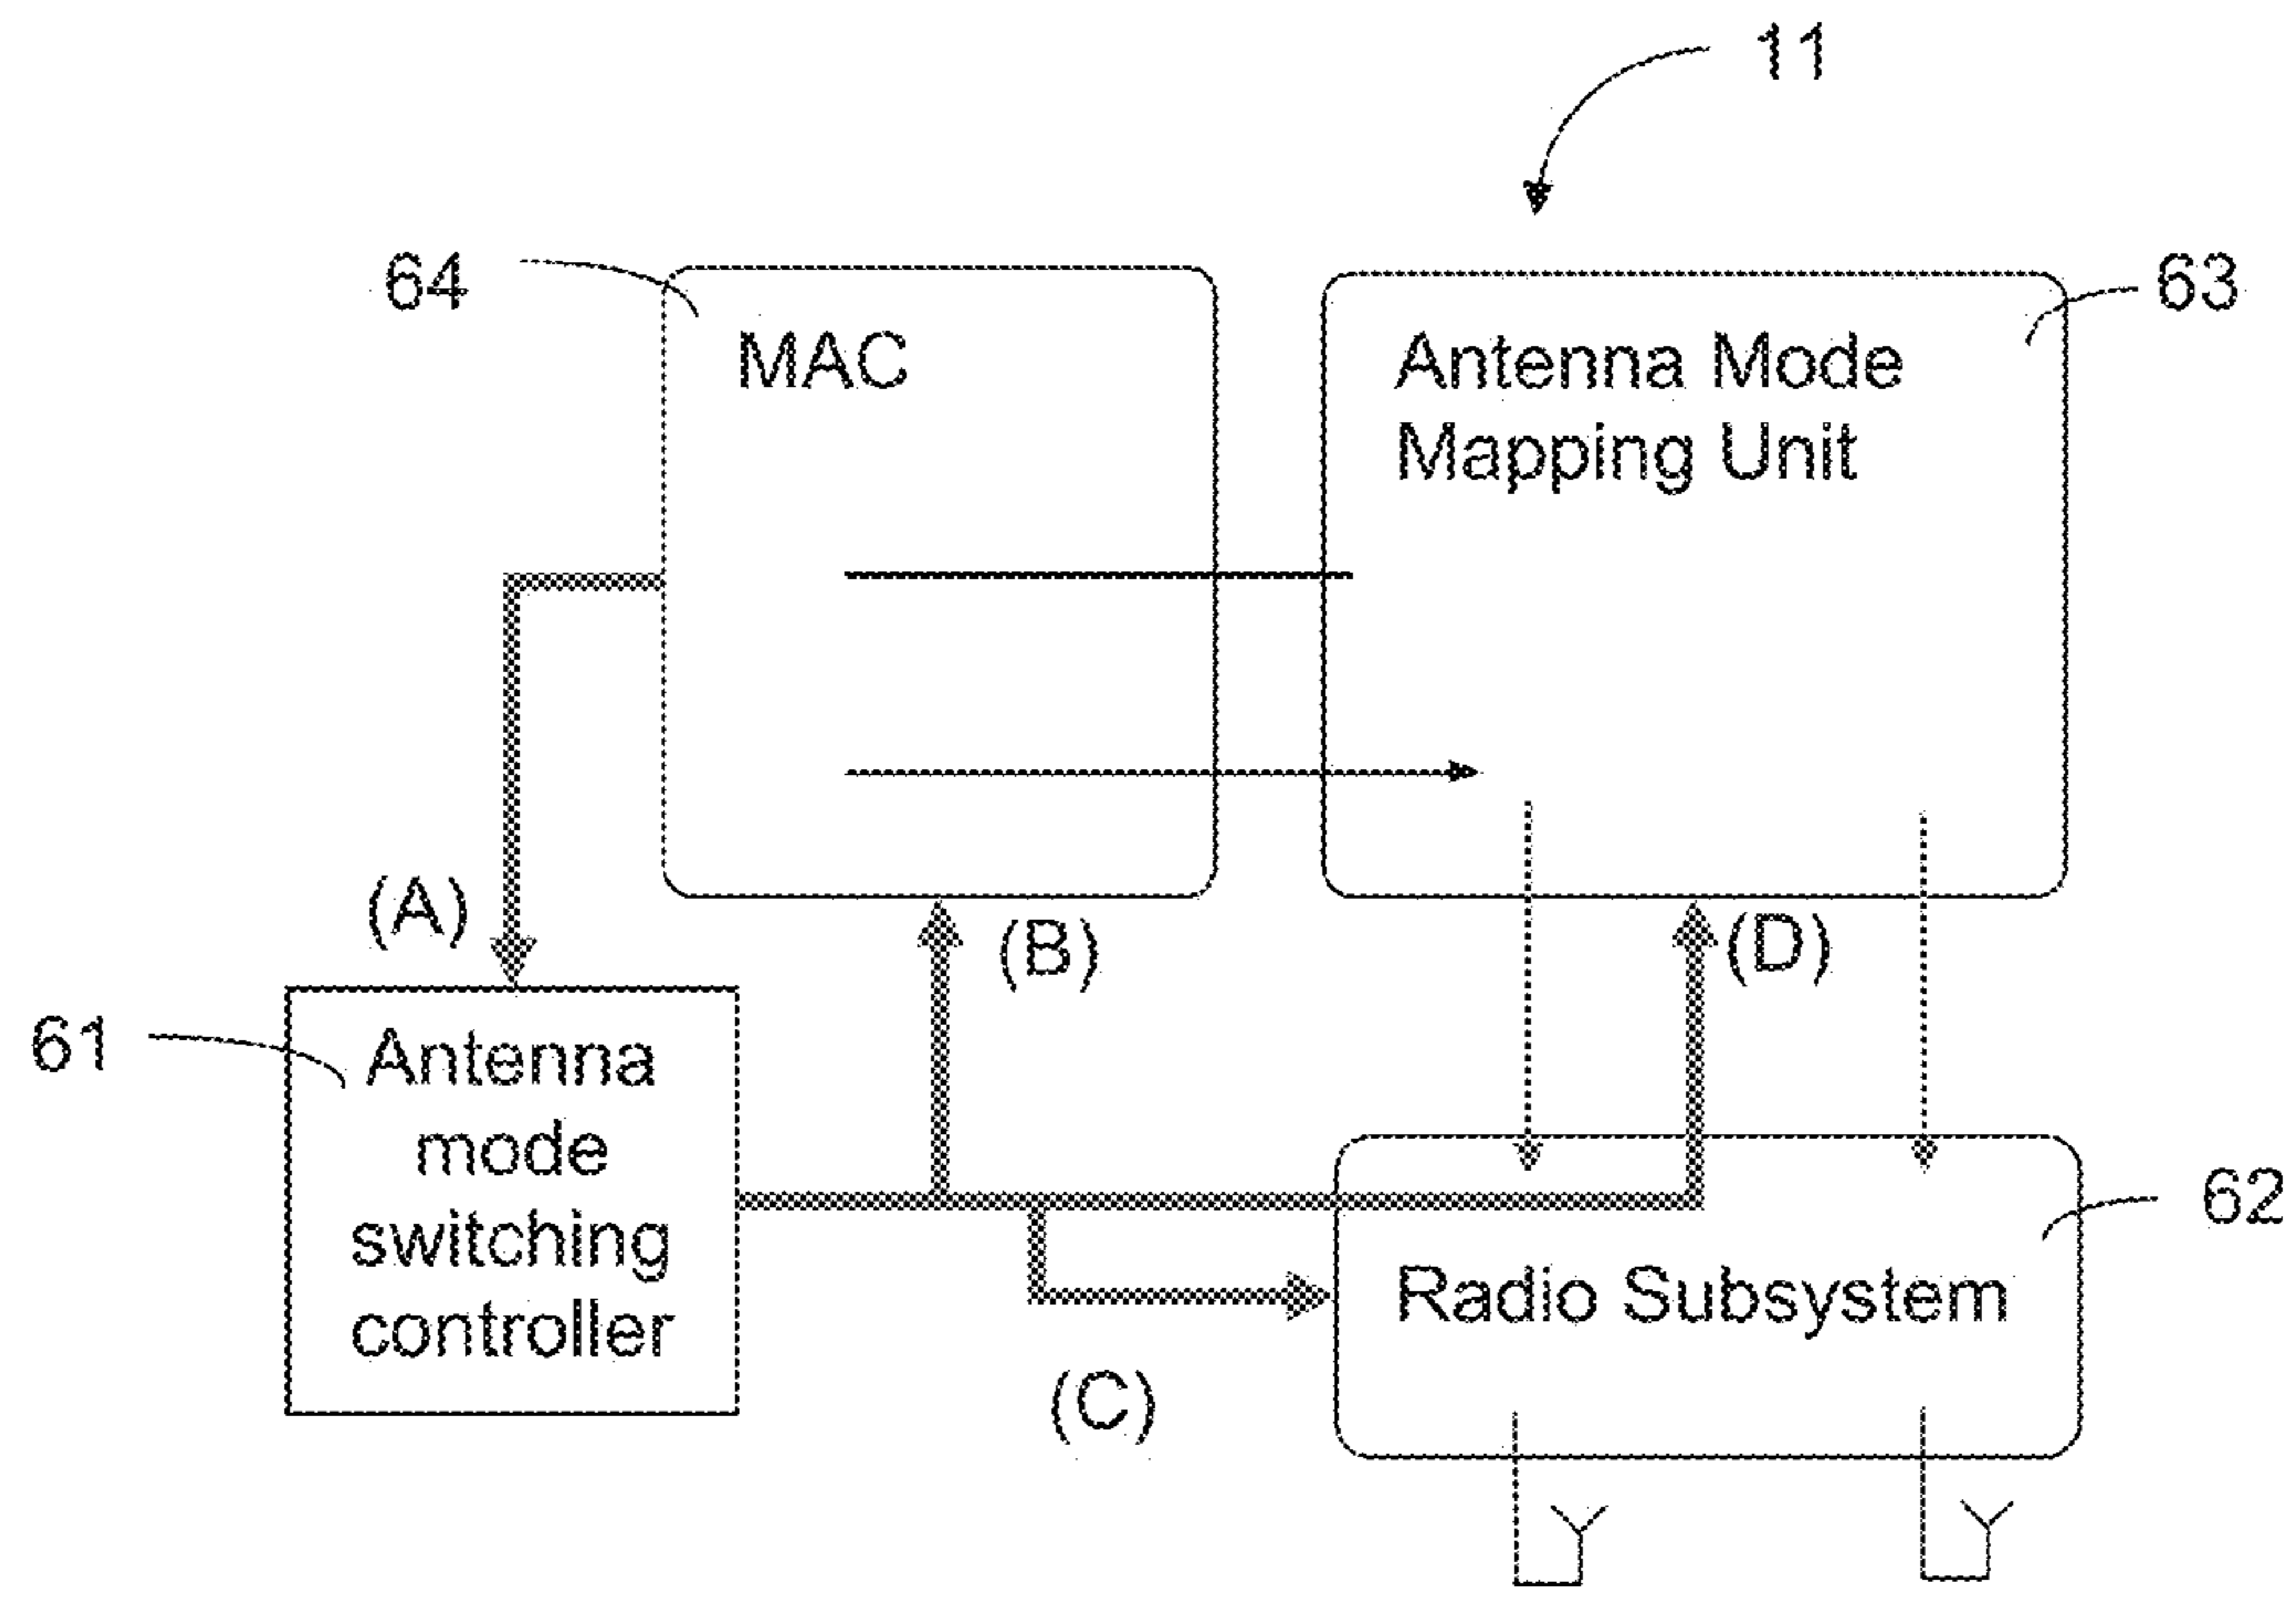 11
64
MAC
Antenna Mode
Mapping Unit
63
(A)
(B)
(D)
61
Antenna
mode
switching
controller
62
Radio Subsystem
(C)